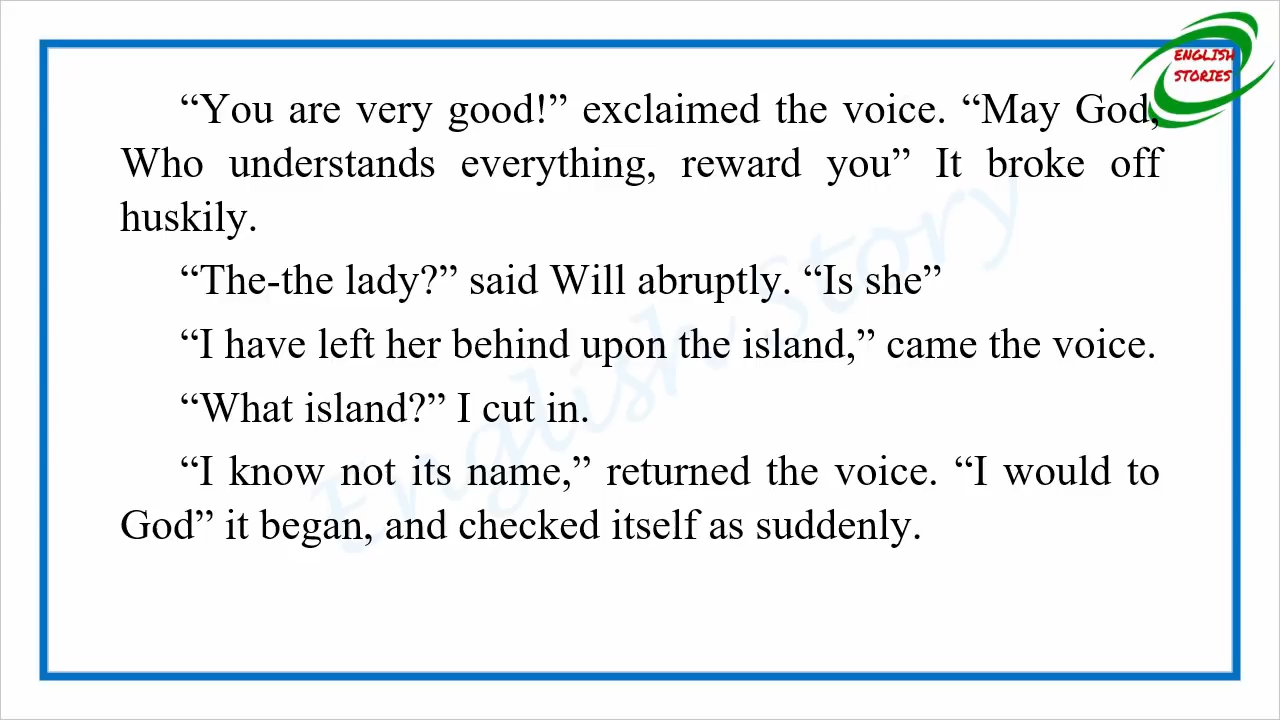 ENGLISH
STORIES
“You are very good!” exclaimed the voice. “May God,
Who understands everything, reward you” It broke off
huskily.
“The-the lady?” said Will abruptly. “Is she”
“I have left her behind upon the island,” came the voice.
“What island?” I cut in.
“I know not its name,” returned the voice. “I would to
God” it began, and checked itself as suddenly.
English Story